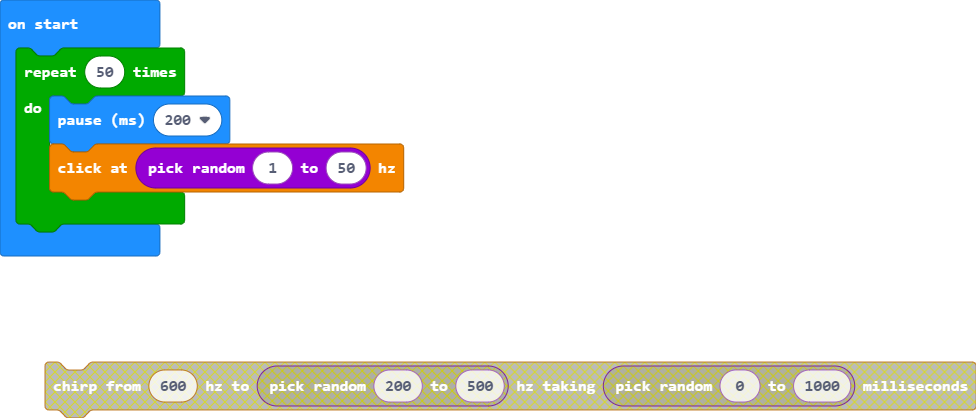 on start
repeat 50 times
do
pause (ms) 200
click at pick random 1 to 50 hz
chirp from 600 hz to pick random 200 to 500 hz taking pick random 0 to 1000 milliseconds